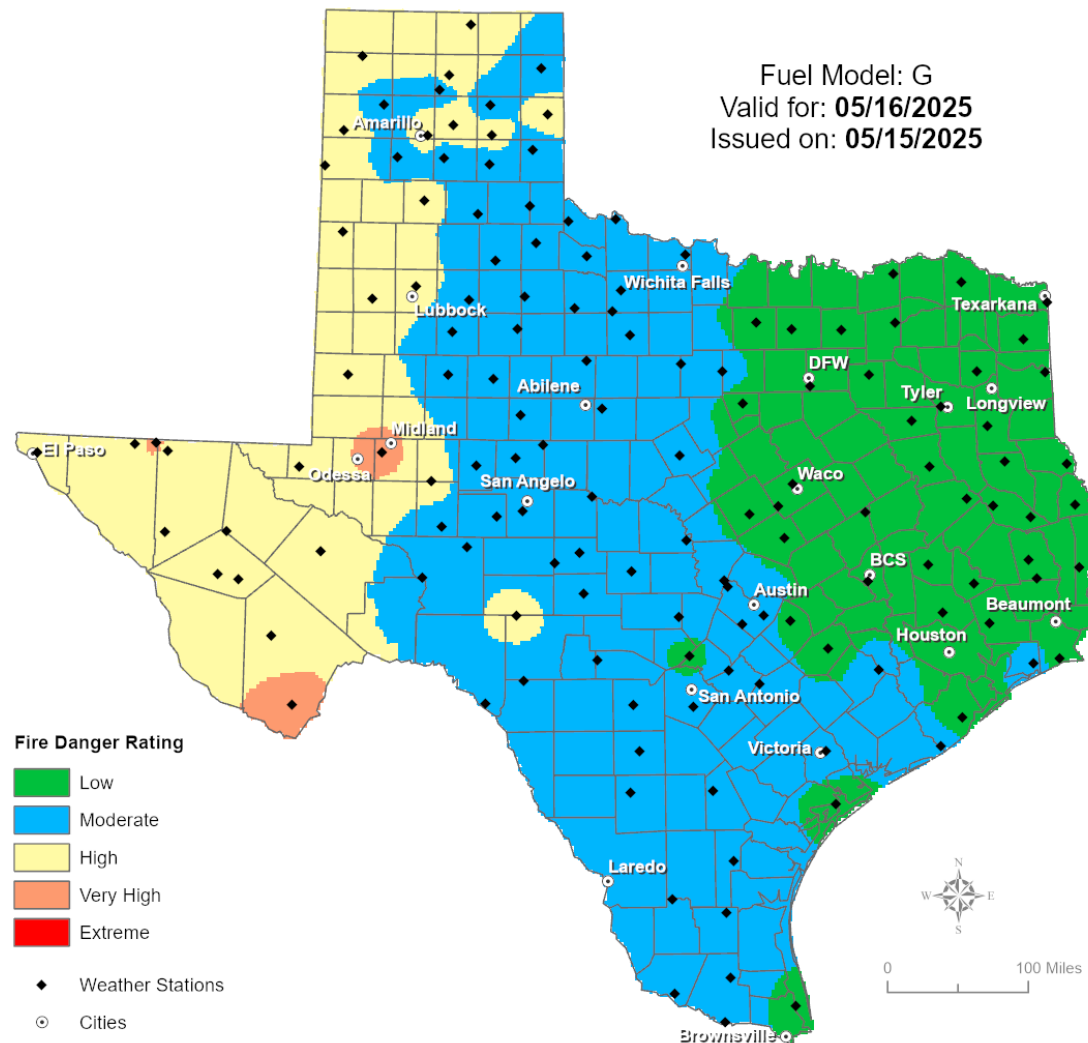 Fuel Model: G
Valid for: 05/16/2025
Issued on: 05/15/2025
Amarillo
Wichita Falls
Lubbock
Texarkana
DFW
Abilene
Tyler
Longview
Midland
El Paso
Odessa
San Angelo
Waco
BCS
Austin
Beaumont
Houston
San Antonio
Victoria
Laredo
Brownsville
Fire Danger Rating
Low
Moderate
High
Very High
Extreme
Weather Stations
Cities
N
W E
S
0 100 Miles